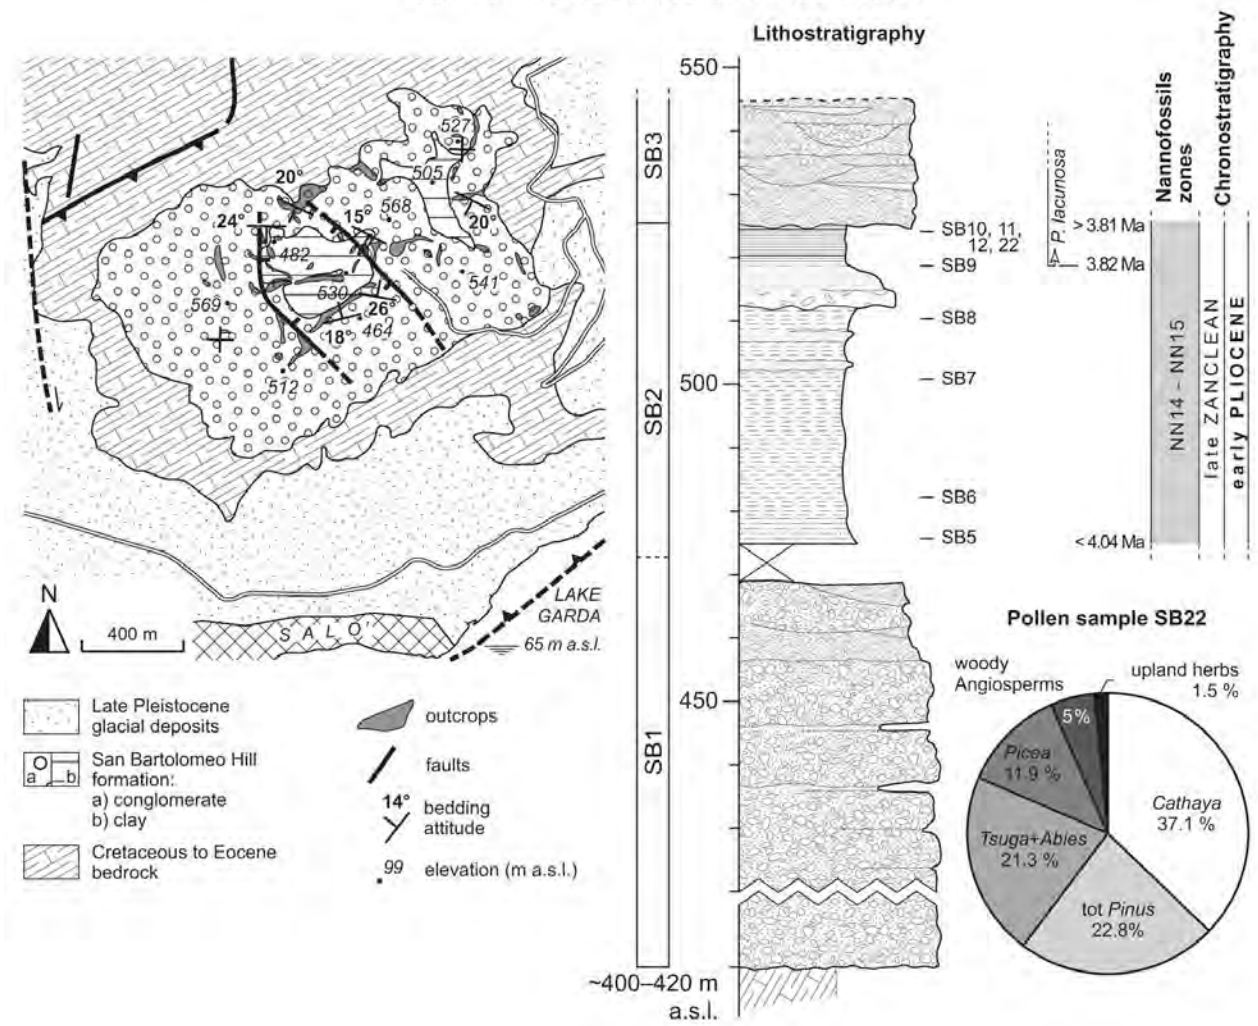 527
505
20°
568
24°
15°
20°
482
541
569
530
26°
464
18°
512
N
400 m
SALO'
LAKE
GARDA
65 m a.s.l.
Late Pleistocene
glacial deposits
a b
San Bartolomeo Hill
formation:
a) conglomerate
b) clay
Cretaceous to Eocene
bedrock
outcrops
faults
14°
bedding
attitude
99
elevation (m a.s.l.)
Lithostratigraphy
550
500
450
~400–420 m
a.s.l.
SB3
SB2
SB1
SB10, 11,
12, 22
SB9
SB8
SB7
SB6
SB5
P. lacunosa
> 3.81 Ma
3.82 Ma
< 4.04 Ma
Nannofossils
zones
Chronostratigraphy
NN14 – NN15
late ZANCLEAN
early PLIOCENE
Pollen sample SB22
woody
Angiosperms
5%
upland herbs
1.5 %
Picea
11.9 %
Cathaya
37.1 %
Tsuga+Abies
21.3 %
tot Pinus
22.8%